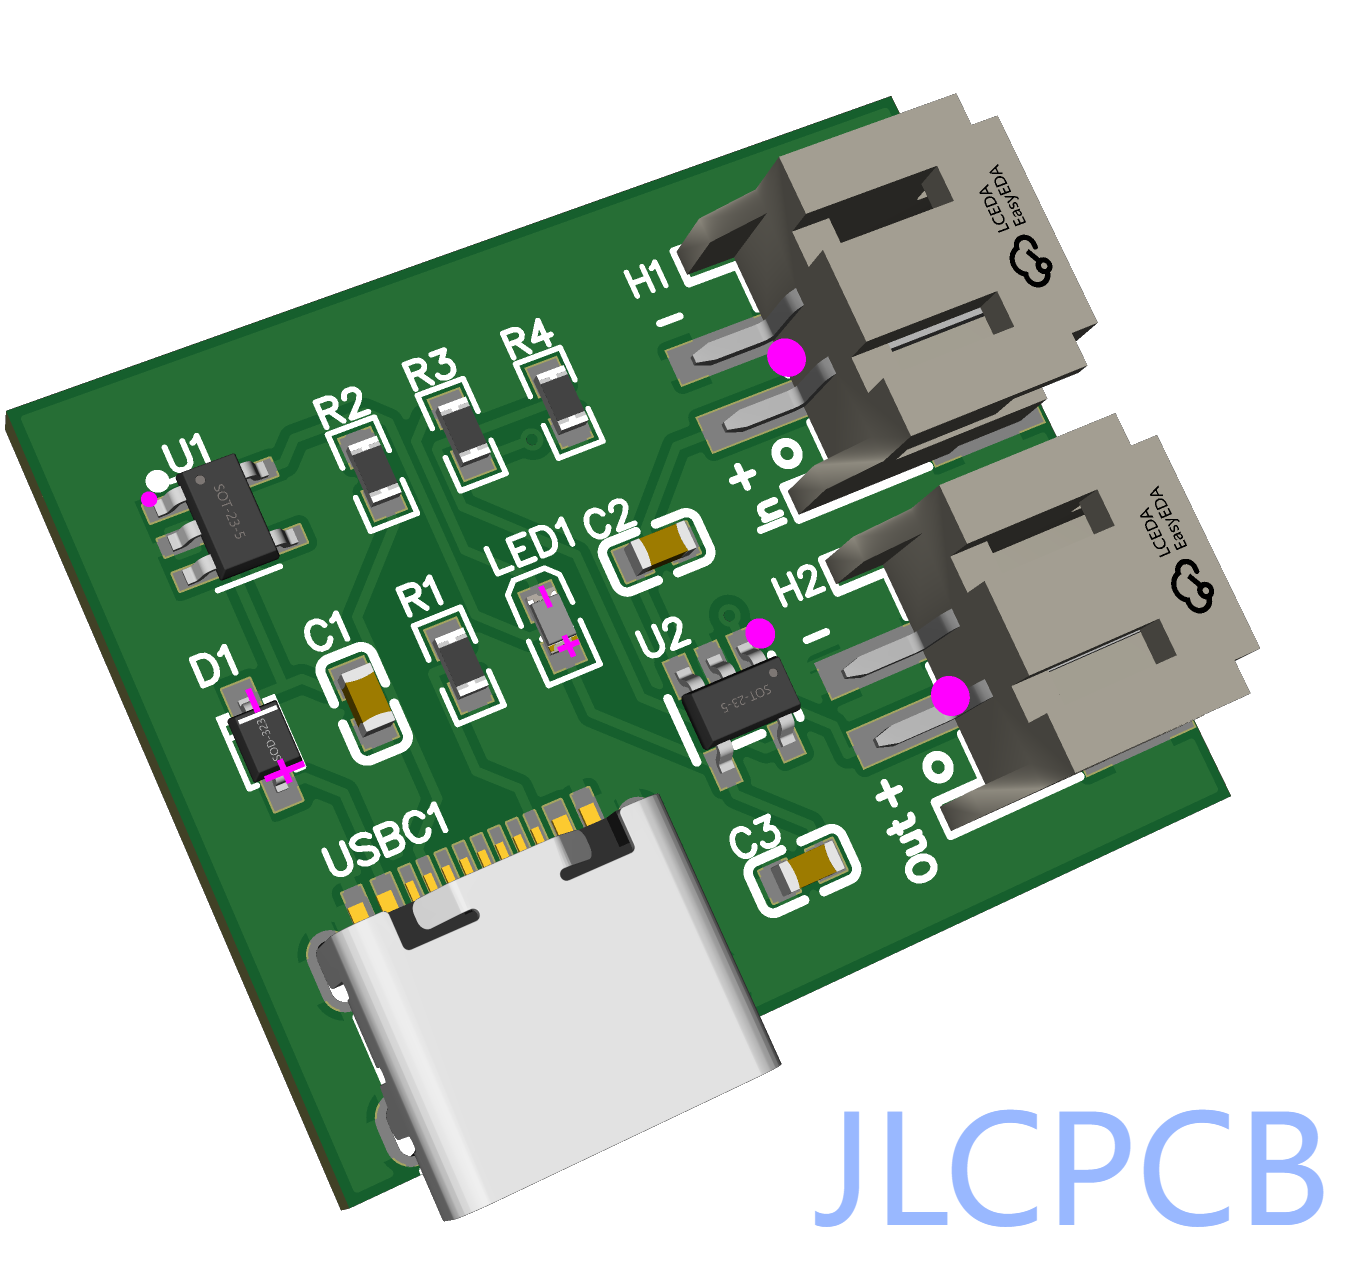 LCEDA
EasyEDA
H1
-
R4
R3
R2
U1
SOT-23-5
+
in
C2
LED1
LCEDA
EasyEDA
H2
-
R1
C1
U2
SOT-23-5
D1
SOD-323
+
out
USBC1
C3
JLCPCB